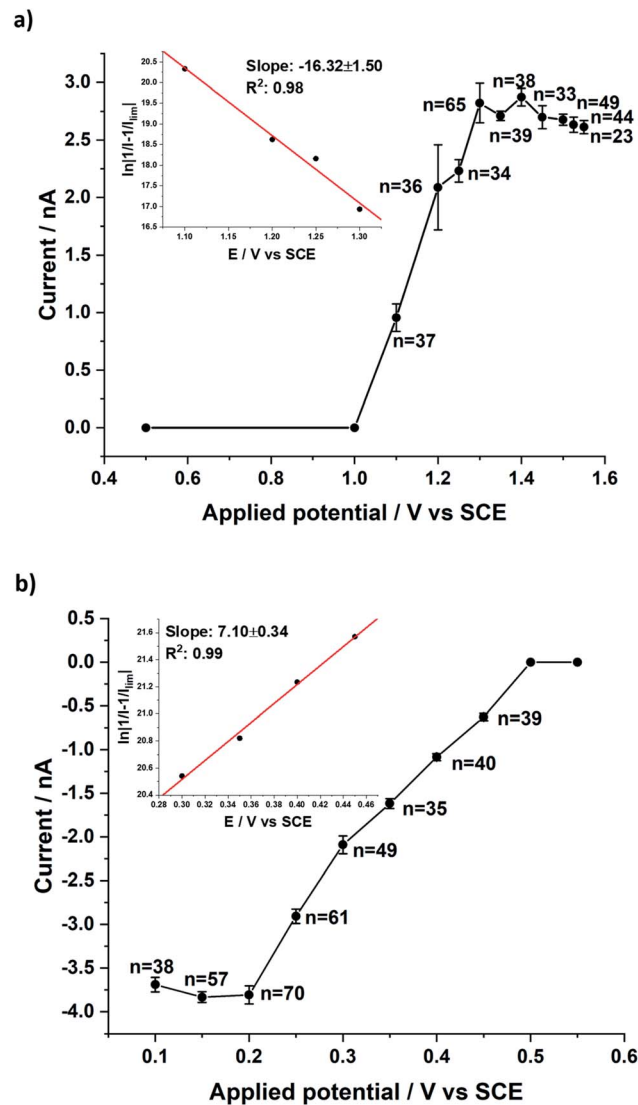 a)
Slope: -16.32±1.50
R²: 0.98
ln|1/I-1/Iₗᵢₘ|
20.5
20.0
19.5
19.0
18.5
18.0
17.5
17.0
16.5
1.10
1.15
1.20
1.25
1.30
E / V vs SCE
Current / nA
3.0
2.5
2.0
1.5
1.0
0.5
0.0
n=37
n=36
n=34
n=65
n=39
n=38
n=33
n=49
n=44
n=23
0.4
0.6
0.8
1.0
1.2
1.4
1.6
Applied potential / V vs SCE
b)
Slope: 7.10±0.34
R²: 0.99
ln|1/I-1/Iₗᵢₘ|
21.6
21.4
21.2
21.0
20.8
20.6
20.4
0.28
0.30
0.32
0.34
0.36
0.38
0.40
0.42
0.44
0.46
E / V vs SCE
Current / nA
0.5
0.0
-0.5
-1.0
-1.5
-2.0
-2.5
-3.0
-3.5
-4.0
n=38
n=57
n=70
n=61
n=49
n=35
n=40
n=39
0.1
0.2
0.3
0.4
0.5
0.6
Applied potential / V vs SCE